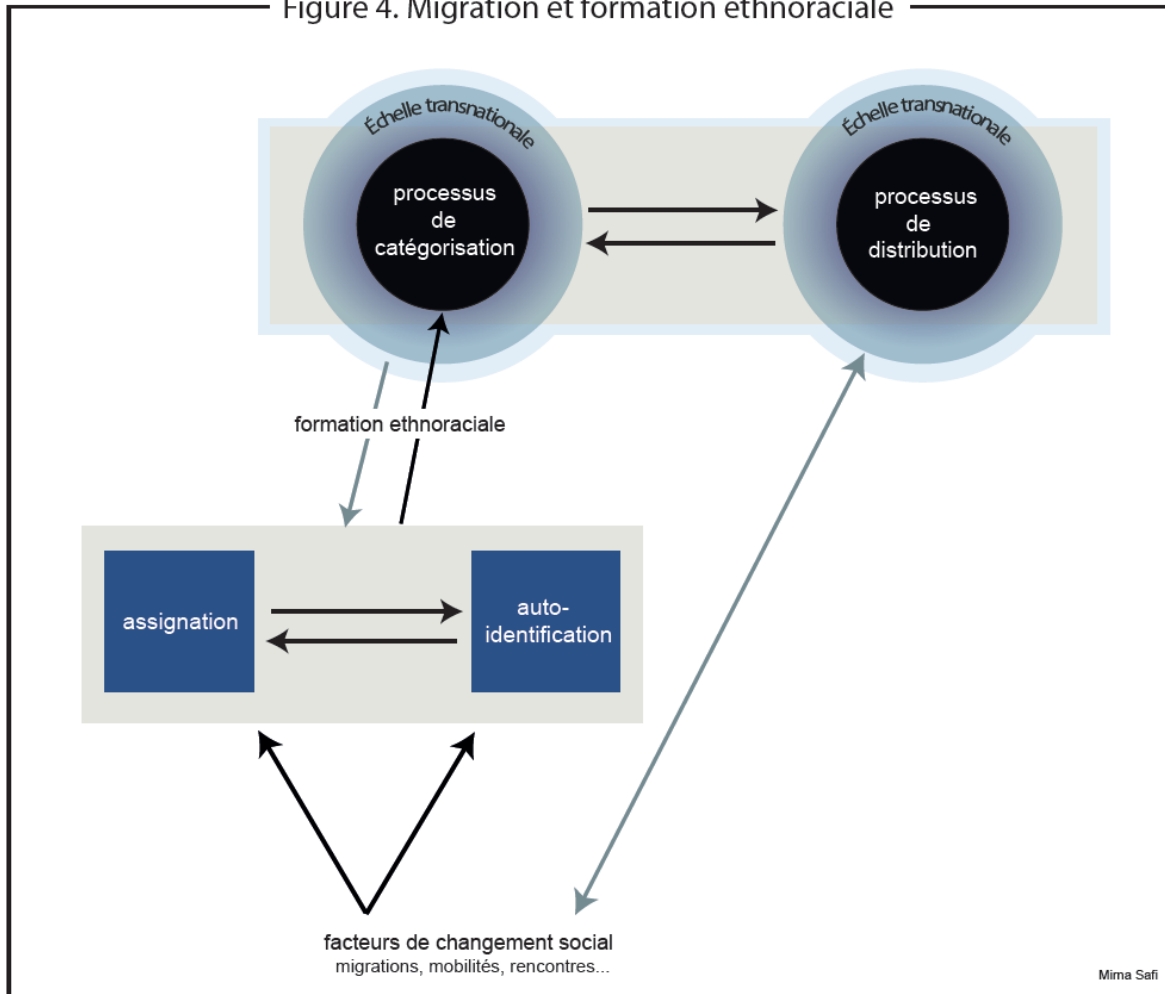 Figure 4. Migration et formation ethnoraciale
Échelle transnationale
Échelle transnationale
processus
de
catégorisation
processus
de
distribution
formation ethnoraciale
assignation
auto-
identification
facteurs de changement social
migrations, mobilités, rencontres...
Mirna Safi